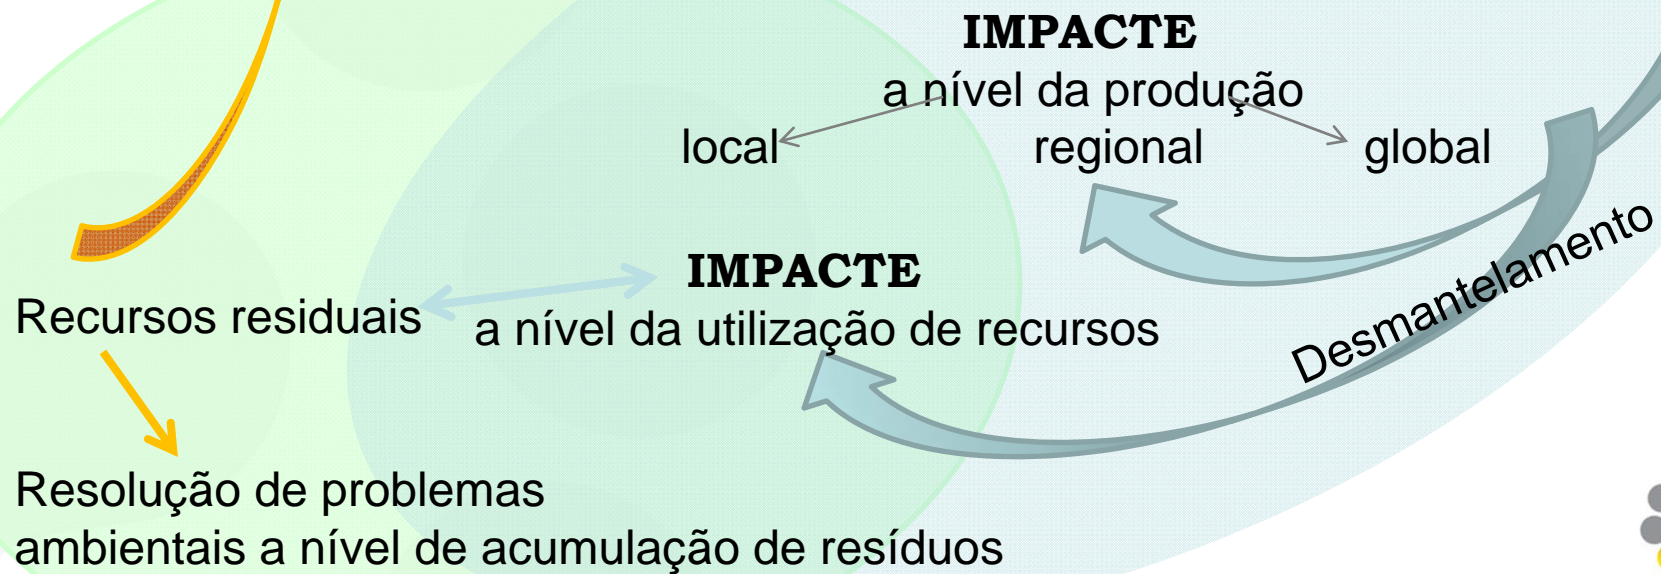 IMPACTE
a nível da produção
local regional global
Desmantelamento
IMPACTE
Recursos residuais a nível da utilização de recursos
Resolução de problemas
ambientais a nível de acumulação de resíduos